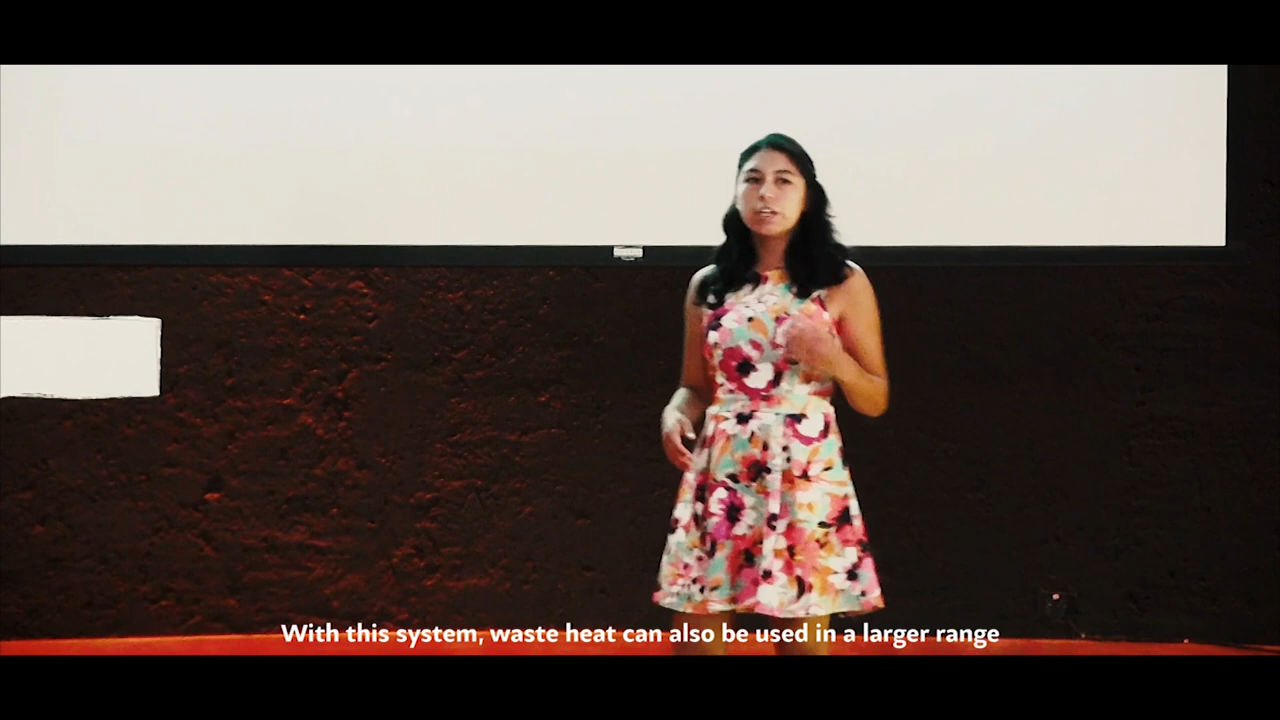 With this system, waste heat can also be used in a larger range